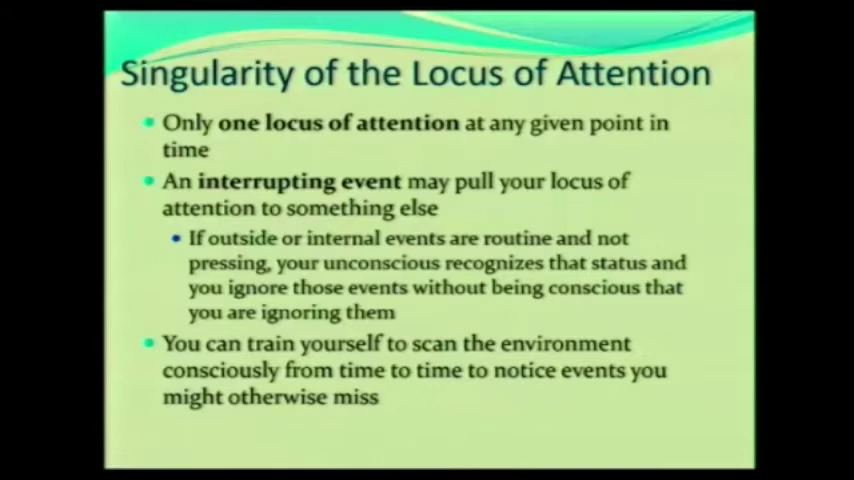 Singularity of the Locus of Attention
Only one locus of attention at any given point in
time
An interrupting event may pull your locus of
attention to something else
If outside or internal events are routine and not
pressing, your unconscious recognizes that status and
you ignore those events without being conscious that
you are ignoring them
You can train yourself to scan the environment
consciously from time to time to notice events you
might otherwise miss